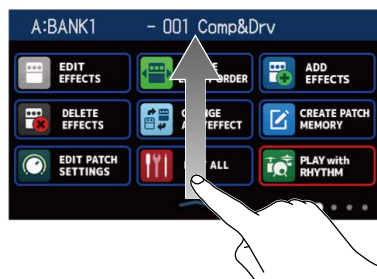 A:BANK1 - 001 Comp&Drv
EDIT
EFFECTS
ORDER
ADD
EFFECTS
DELETE
EFFECTS
CHANGE
EFFECT
CREATE PATCH
MEMORY
EDIT PATCH
SETTINGS
ALL
PLAY with
RHYTHM